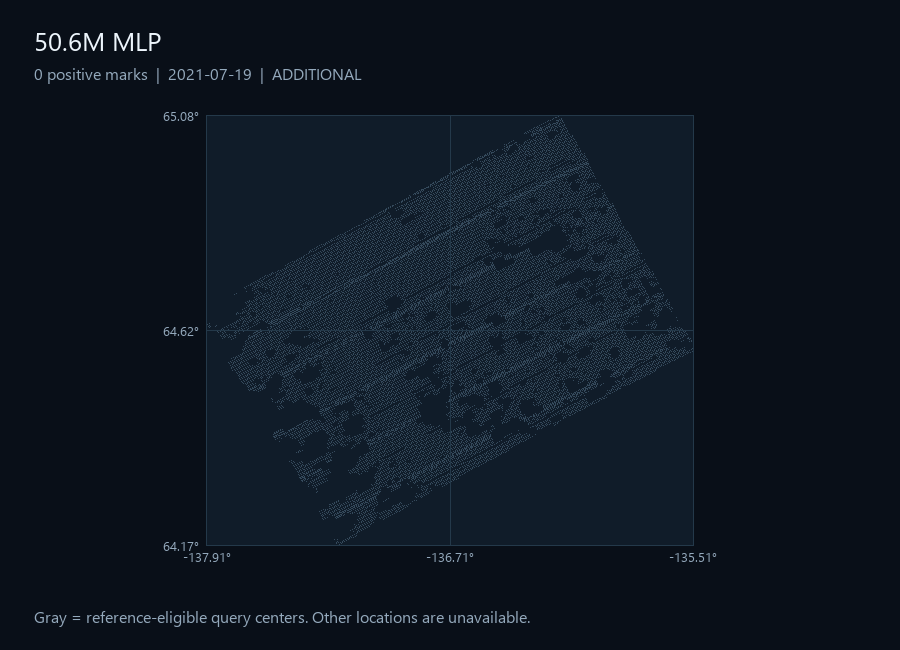 50.6M MLP
0 positive marks | 2021-07-19 | ADDITIONAL
65.08°
64.62°
64.17°
-137.91°
-136.71°
-135.51°
Gray = reference-eligible query centers. Other locations are unavailable.